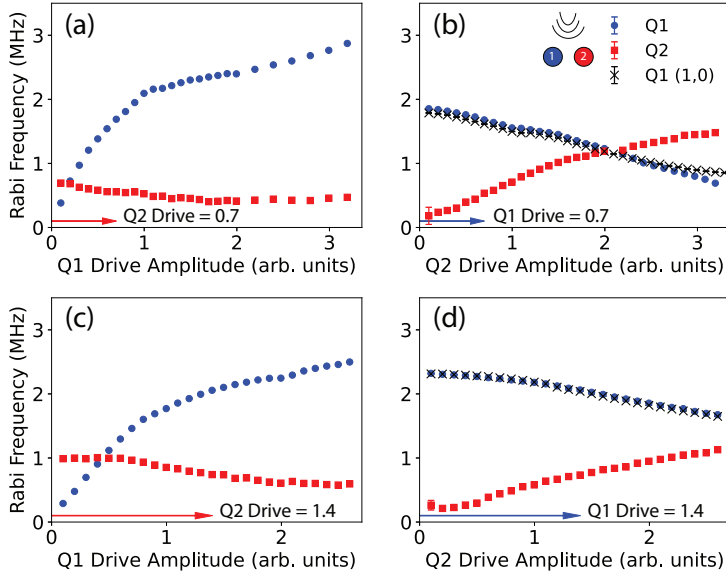 (a)
Rabi Frequency (MHz)
3
2
1
0
Q2 Drive = 0.7
0 1 2 3
Q1 Drive Amplitude (arb. units)
(b)
1 2
Q1
Q2
Q1 (1,0)
3
2
1
0
Q1 Drive = 0.7
0 1 2 3
Q2 Drive Amplitude (arb. units)
(c)
Rabi Frequency (MHz)
3
2
1
0
Q2 Drive = 1.4
0 1 2
Q1 Drive Amplitude (arb. units)
(d)
3
2
1
0
Q1 Drive = 1.4
0 1 2
Q2 Drive Amplitude (arb. units)